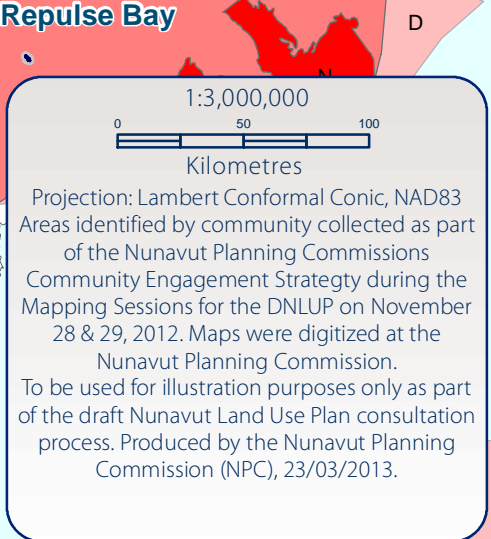 Repulse Bay
D
N
1:3,000,000
0 50 100
Kilometres
Projection: Lambert Conformal Conic, NAD83
Areas identified by community collected as part
of the Nunavut Planning Commissions
Community Engagement Strategty during the
Mapping Sessions for the DNLUP on November
28 & 29, 2012. Maps were digitized at the
Nunavut Planning Commission.
To be used for illustration purposes only as part
of the draft Nunavut Land Use Plan consultation
process. Produced by the Nunavut Planning
Commission (NPC), 23/03/2013.